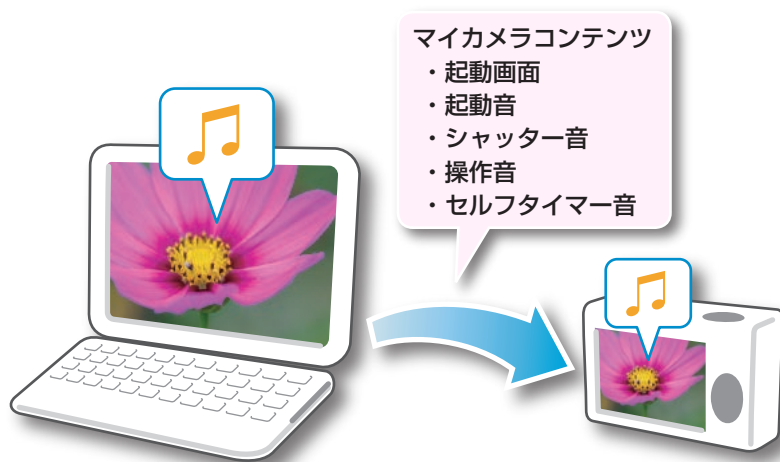 マイカメラコンテンツ
・起動画面
・起動音
・シャッター音
・操作音
・セルフタイマー音